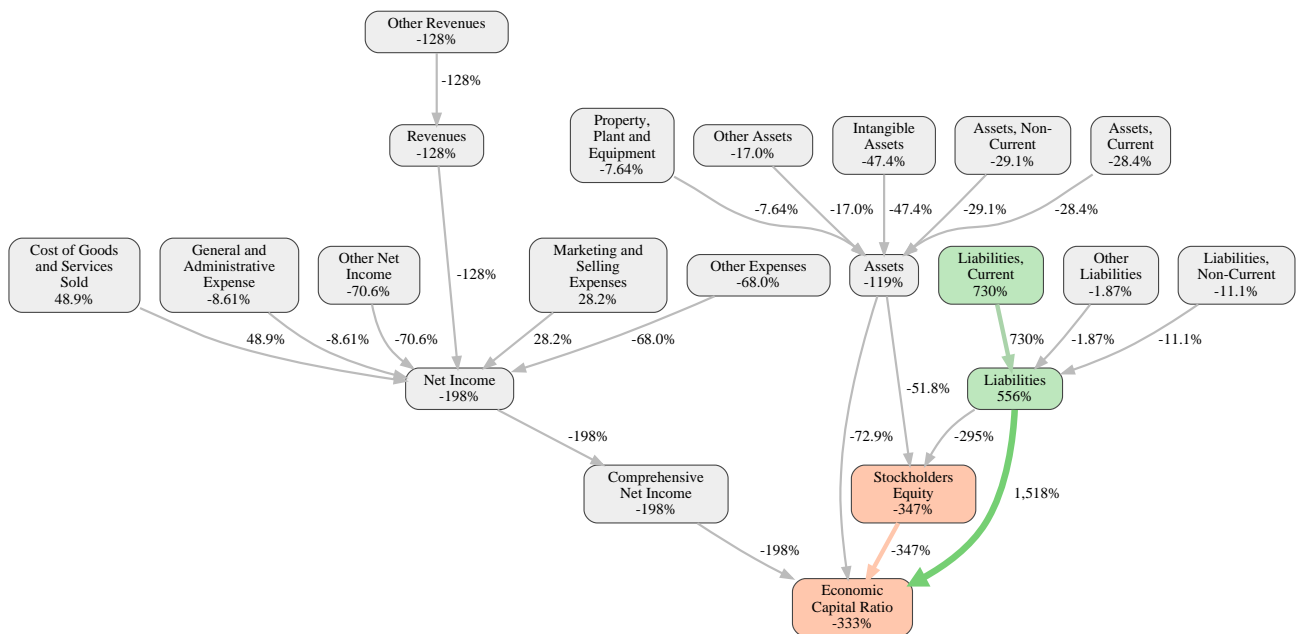 Other Revenues
-128%
-128%
Revenues
-128%
Property,
Plant and
Equipment
-7.64%
Other Assets
-17.0%
Intangible
Assets
-47.4%
Assets, Non-
Current
-29.1%
Assets,
Current
-28.4%
-7.64%
-17.0%
-47.4%
-29.1%
-28.4%
Cost of Goods
and Services
Sold
48.9%
General and
Administrative
Expense
-8.61%
Other Net
Income
-70.6%
-128%
Marketing and
Selling
Expenses
28.2%
Other Expenses
-68.0%
Assets
-119%
Liabilities,
Current
730%
Other
Liabilities
-1.87%
Liabilities,
Non-Current
-11.1%
48.9%
-8.61%
-70.6%
28.2%
-68.0%
730%
-1.87%
-11.1%
Net Income
-198%
-51.8%
Liabilities
556%
-198%
-72.9%
-295%
Comprehensive
Net Income
-198%
Stockholders
Equity
-347%
1,518%
-198%
-347%
Economic
Capital Ratio
-333%